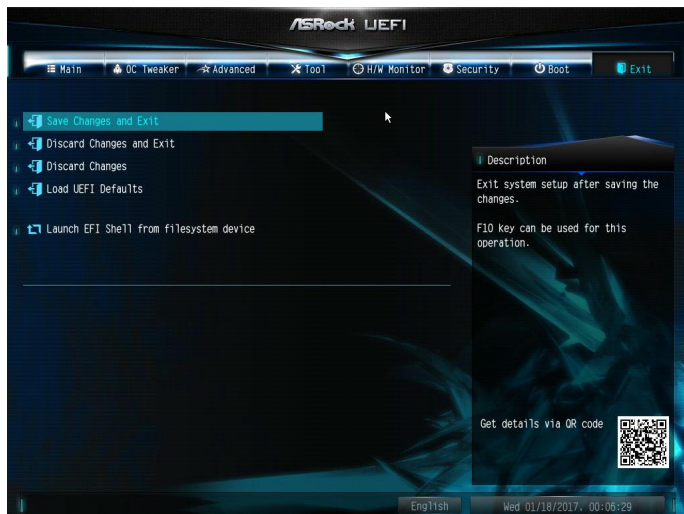 ASRock UEFI
Main OC Tweaker Advanced Tool H/W Monitor Security Boot Exit
Save Changes and Exit
Discard Changes and Exit
Discard Changes
Load UEFI Defaults
Launch EFI Shell from filesystem device
Description
Exit system setup after saving the
changes.
F10 key can be used for this
operation.
Get details via QR code
English
Wed 01/18/2017. 00:06:29